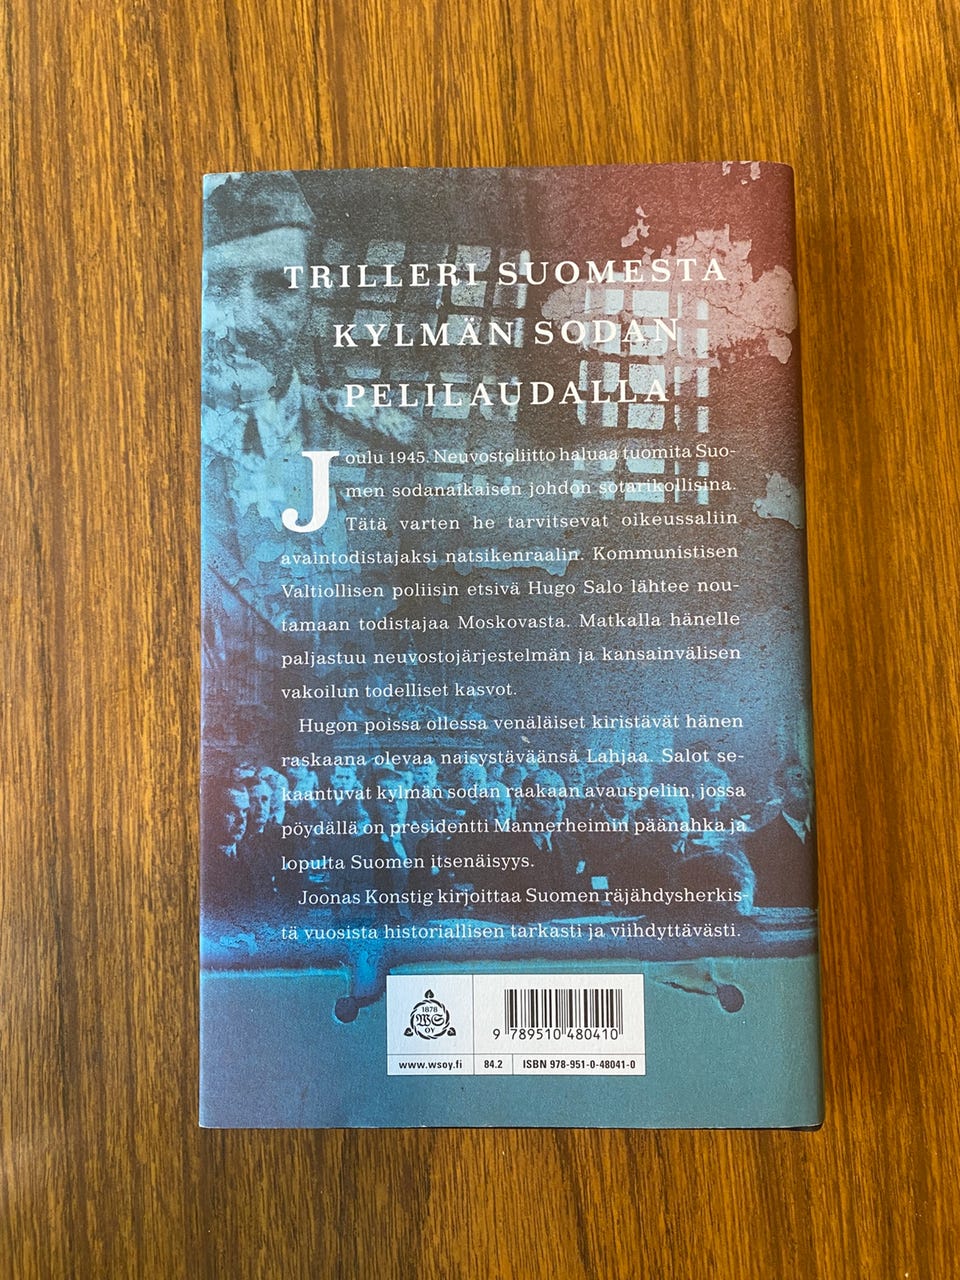 TRILLERI SUOMESTA
KYLMÄN SODAN
PELILAUDALLA
Joulu 1945. Neuvostoliitto haluaa tuomita Suo-
men sodanaikaisen johdon sotarikollisina.
Tätä varten he tarvitsevat oikeussaliin
avaintodistajaksi natsikenraalin. Kommunistisen
Valtiollisen poliisin etsivä Hugo Salo lähtee nou-
tamaan todistajaa Moskovasta. Matkalla hänelle
paljastuu neuvostojärjestelmän ja kansainvälisen
vakoilun todelliset kasvot.
Hugon poissa ollessa venäläiset kiristävät hänen
raskaana olevaa naisystäväänsä Lahjaa. Salot se-
kaantuvat kylmän sodan raakaan avauspeliin, jossa
pöydällä on presidentti Mannerheimin päänahka ja
lopulta Suomen itsenäisyys.
Joonas Konstig kirjoittaa Suomen räjähdysherkis-
tä vuosista historiallisen tarkasti ja viihdyttävästi.
1878
WS
OY
9 789510 480410
www.wsoy.fi
84.2
ISBN 978-951-0-48041-0